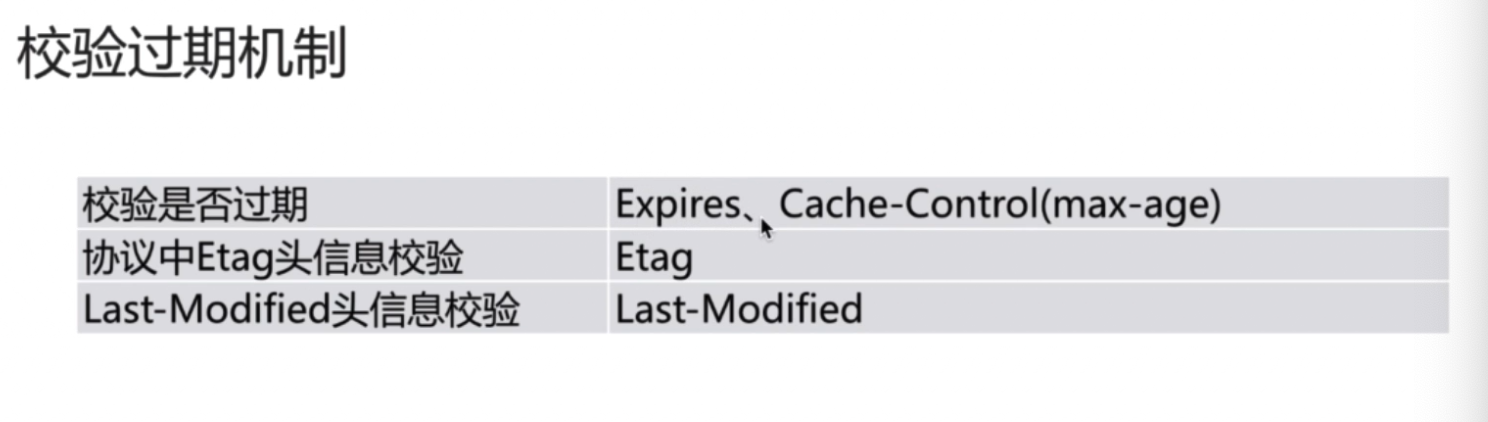 校验过期机制
校验是否过期 Expires、Cache-Control(max-age)
协议中Etag头信息校验 Etag
Last-Modified头信息校验 Last-Modified